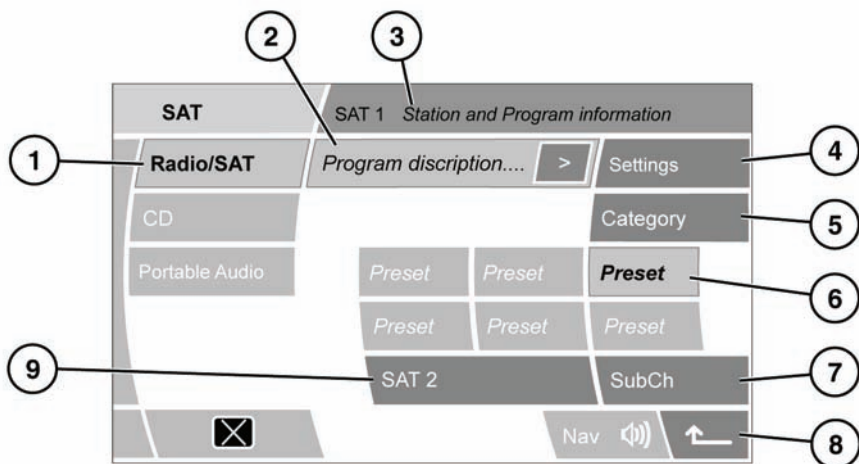 2
3
SAT
SAT 1 Station and Program information
1
Radio/SAT
Program discription....
>
Settings
4
CD
Category
5
Portable Audio
Preset
Preset
Preset
6
Preset
Preset
Preset
9
SAT 2
SubCh
7
Nav
8